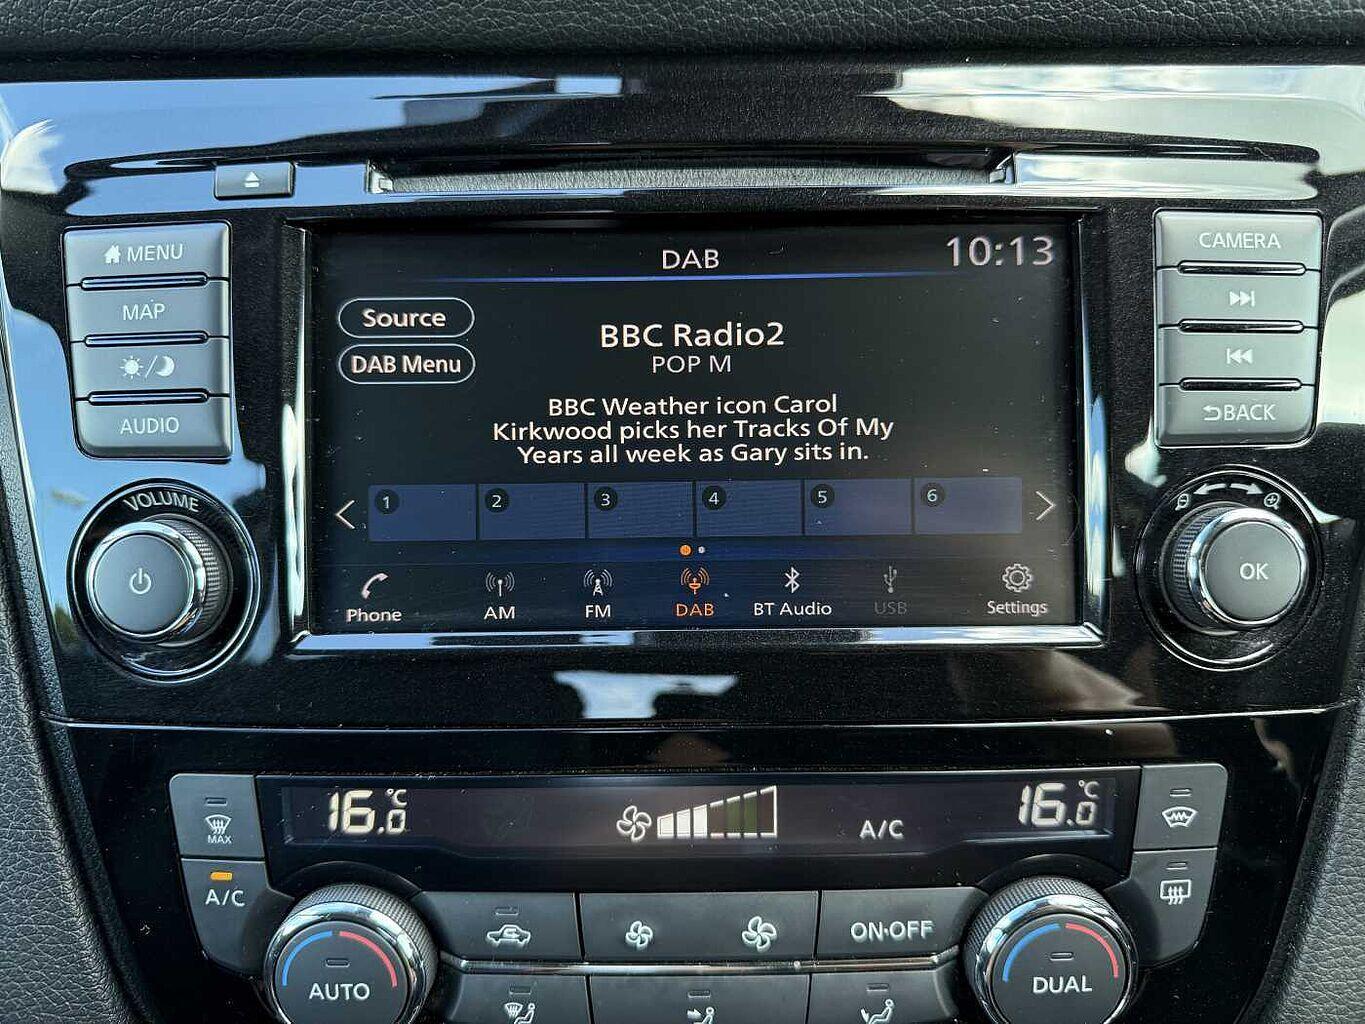 MENU
MAP
AUDIO
VOLUME
DAB
10:13
Source
DAB Menu
BBC Radio2
POP M
BBC Weather icon Carol
Kirkwood picks her Tracks Of My
Years all week as Gary sits in.
1 2 3 4 5 6
Phone AM FM DAB BT Audio USB Settings
CAMERA
BACK
OK
16.0 °C
A/C
16.0 °C
MAX
A/C
ON·OFF
AUTO
DUAL